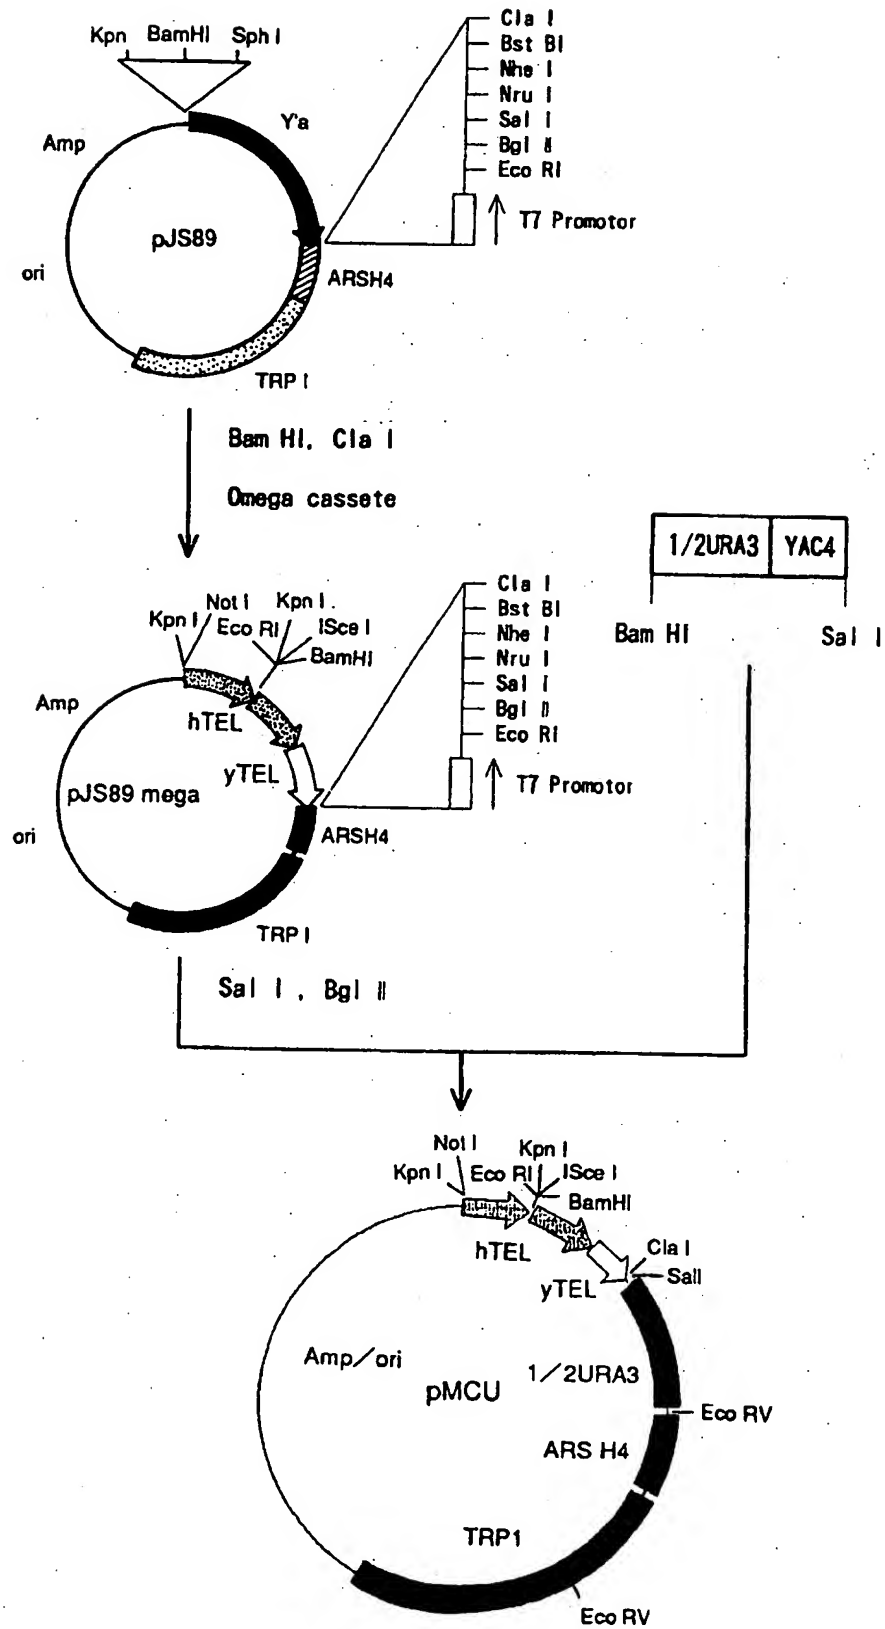 Kpn BamHI Sph I
Cla I
Bst BI
Nhe I
Nru I
Sal I
Bgl II
Eco RI
T7 Promotor
Amp
Y'a
pJS89
ori
ARSH4
TRP I
Bam HI, Cla I
Omega cassete
1/2URA3 YAC4
Bam HI Sal I
Kpn I
Not I
Eco RI
Kpn I
ISce I
BamHI
Cla I
Bst BI
Nhe I
Nru I
Sal I
Bgl II
Eco RI
T7 Promotor
Amp
hTEL
yTEL
pJS89 mega
ori
ARSH4
TRP I
Sal I, Bgl II
Not I
Kpn I
Eco RI
Kpn I
ISce I
BamHI
hTEL
yTEL
Cla I
SalI
Amp/ori
pMCU
1/2URA3
Eco RV
ARS H4
TRP1
Eco RV